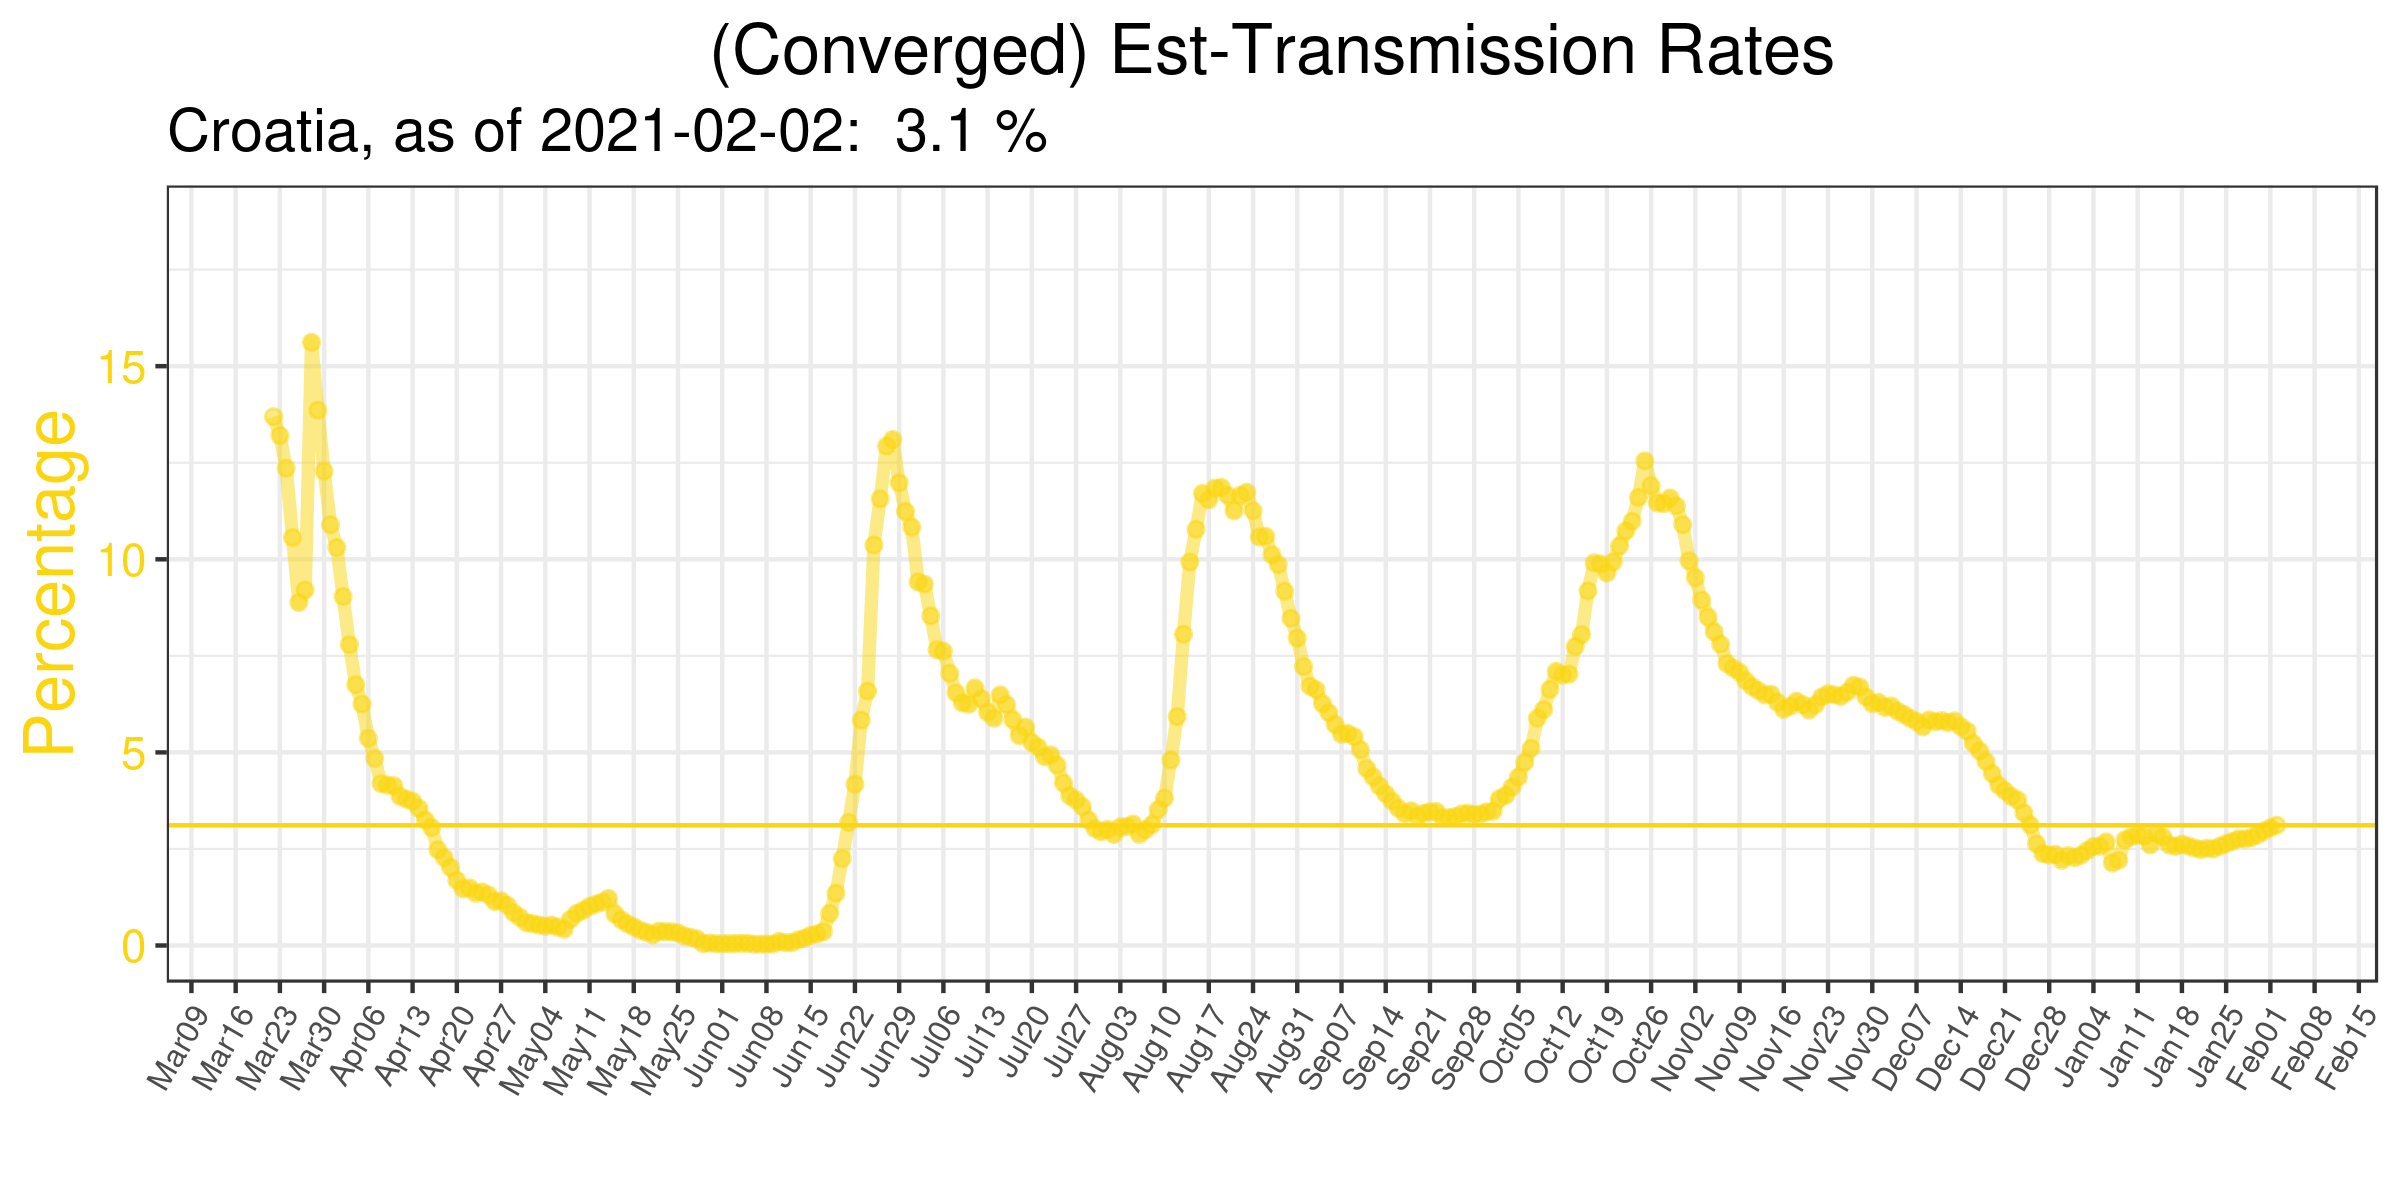 (Converged) Est-Transmission Rates
Croatia, as of 2021-02-02:  3.1 %
Percentage
15
10
5
0
Mar09 Mar16 Mar23 Mar30 Apr06 Apr13 Apr20 Apr27 May04 May11 May18 May25 Jun01 Jun08 Jun15 Jun22 Jun29 Jul06 Jul13 Jul20 Jul27 Aug03 Aug10 Aug17 Aug24 Aug31 Sep07 Sep14 Sep21 Sep28 Oct05 Oct12 Oct19 Oct26 Nov02 Nov09 Nov16 Nov23 Nov30 Dec07 Dec14 Dec21 Dec28 Jan04 Jan11 Jan18 Jan25 Feb01 Feb08 Feb15